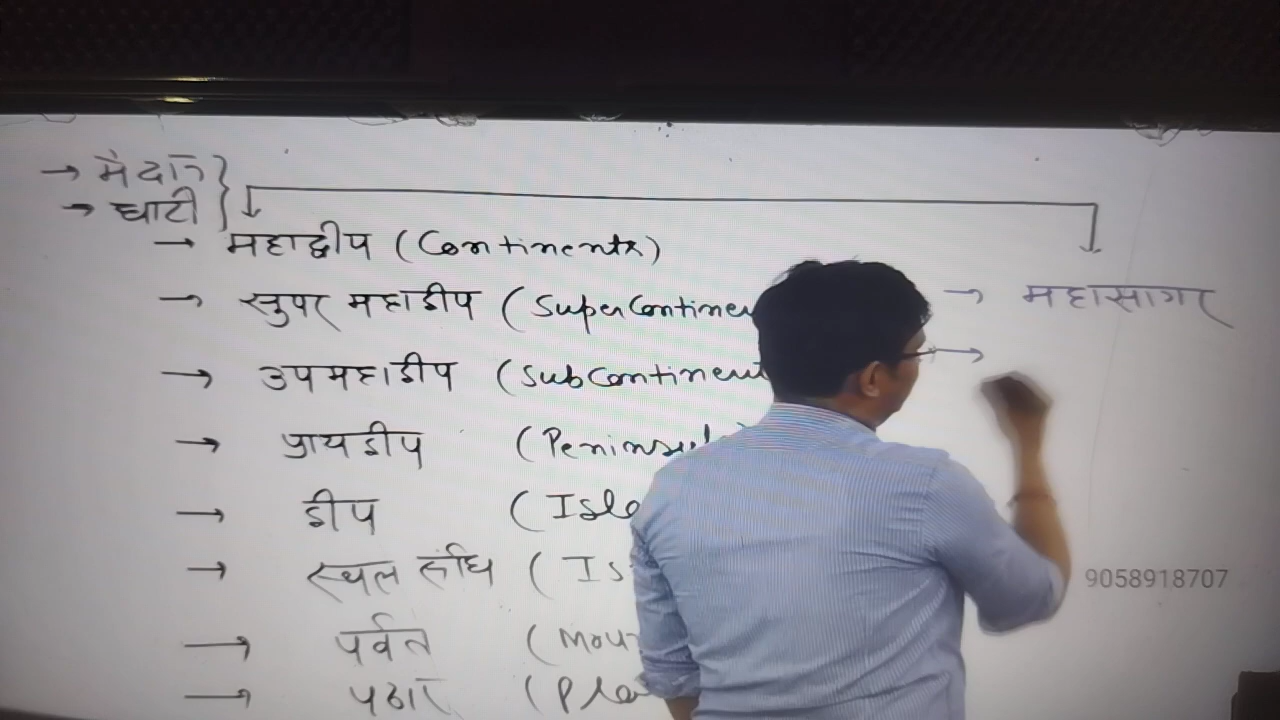 → मैदान
→ घाटी
→ महाद्वीप (Continents)
→ सुपर महाद्वीप (SuperContinen
→ उपमहाद्वीप (SubContinent
→ प्रायद्वीप (Peninsul
→ द्वीप (Isla
→ स्थल संधि (Is
→ पर्वत (Moun
→ पठार (Pla
→ महासागर
→
9058918707